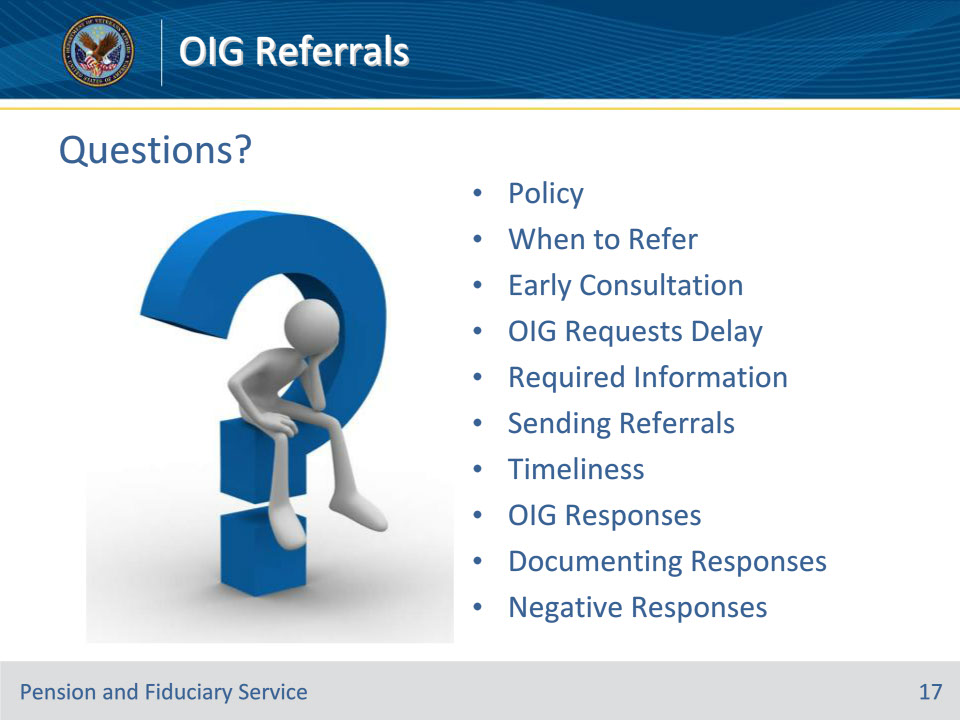 OIG Referrals
Questions?
• Policy
• When to Refer
• Early Consultation
• OIG Requests Delay
• Required Information
• Sending Referrals
• Timeliness
• OIG Responses
• Documenting Responses
• Negative Responses
Pension and Fiduciary Service
17